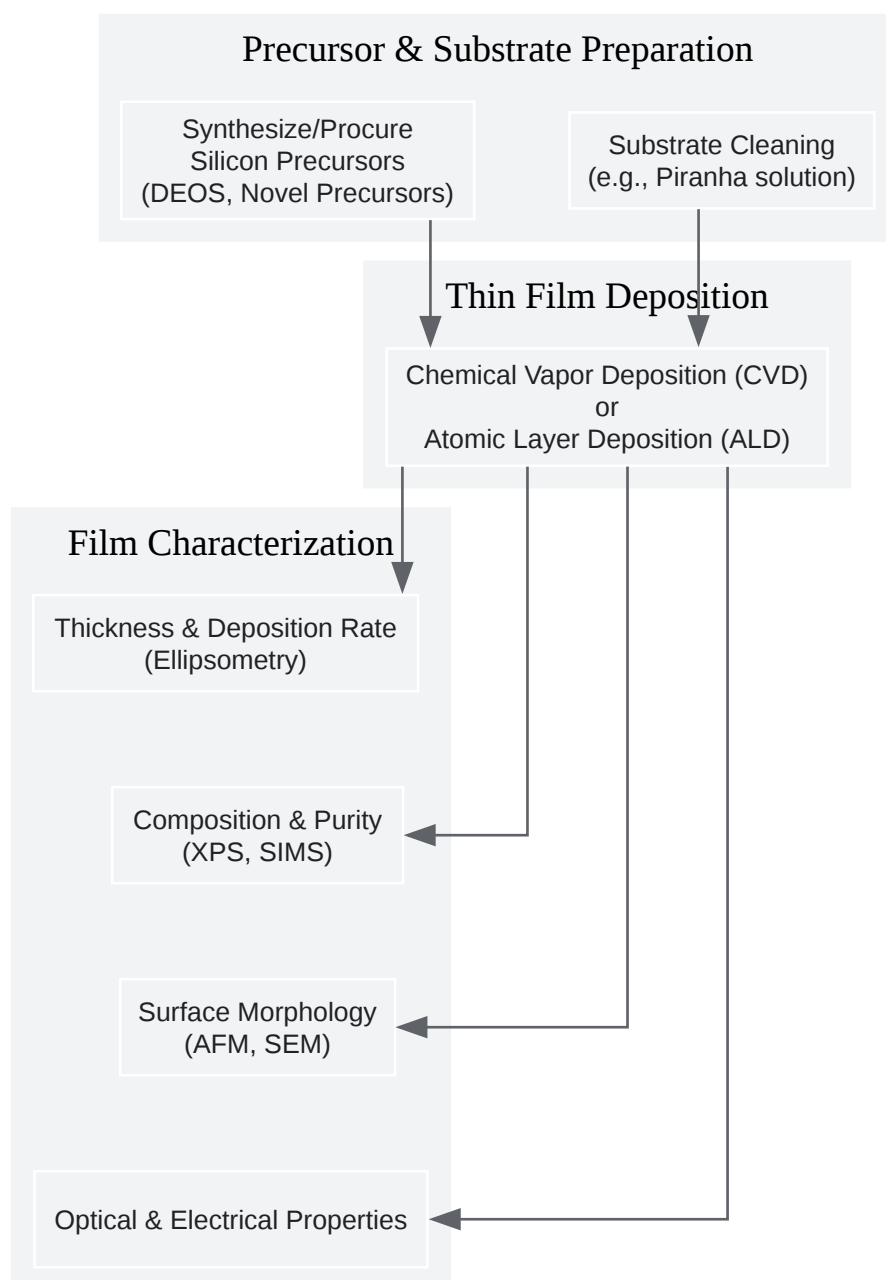 Precursor & Substrate Preparation
Synthesize/Procure
Silicon Precursors
(DEOS, Novel Precursors)
Substrate Cleaning
(e.g., Piranha solution)
Thin Film Deposition
Chemical Vapor Deposition (CVD)
or
Atomic Layer Deposition (ALD)
Film Characterization
Thickness & Deposition Rate
(Ellipsometry)
Composition & Purity
(XPS, SIMS)
Surface Morphology
(AFM, SEM)
Optical & Electrical Properties